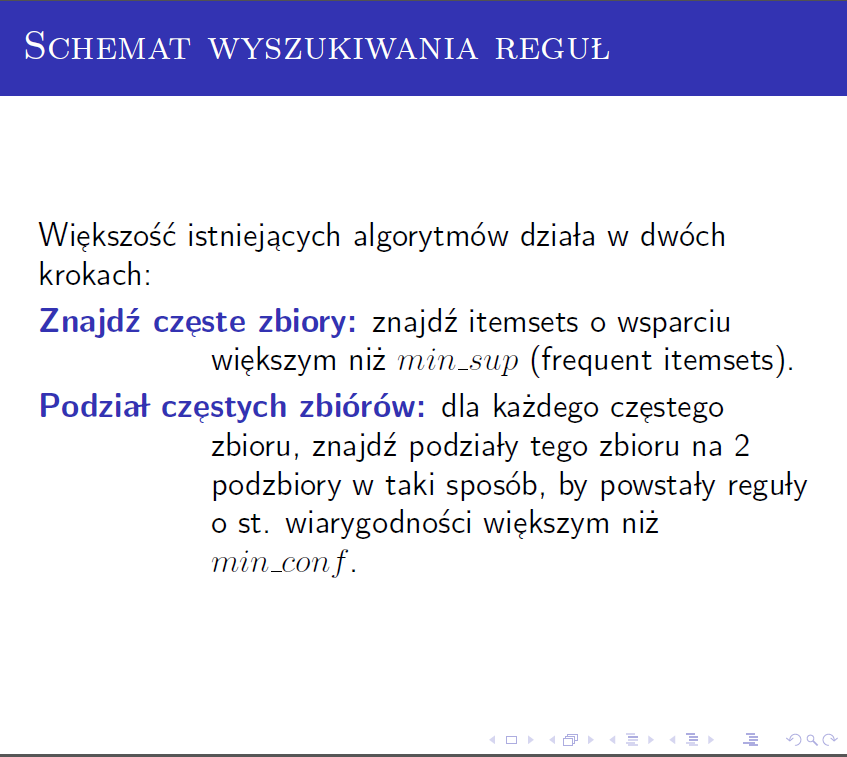 Schemat wyszukiwania reguł
Większość istniejących algorytmów działa w dwóch
krokach:
Znajdź częste zbiory: znajdź itemsets o wsparciu
większym niż min_sup (frequent itemsets).
Podział częstych zbiórów: dla każdego częstego
zbioru, znajdź podziały tego zbioru na 2
podzbiory w taki sposób, by powstały reguły
o st. wiarygodności większym niż
min_conf.